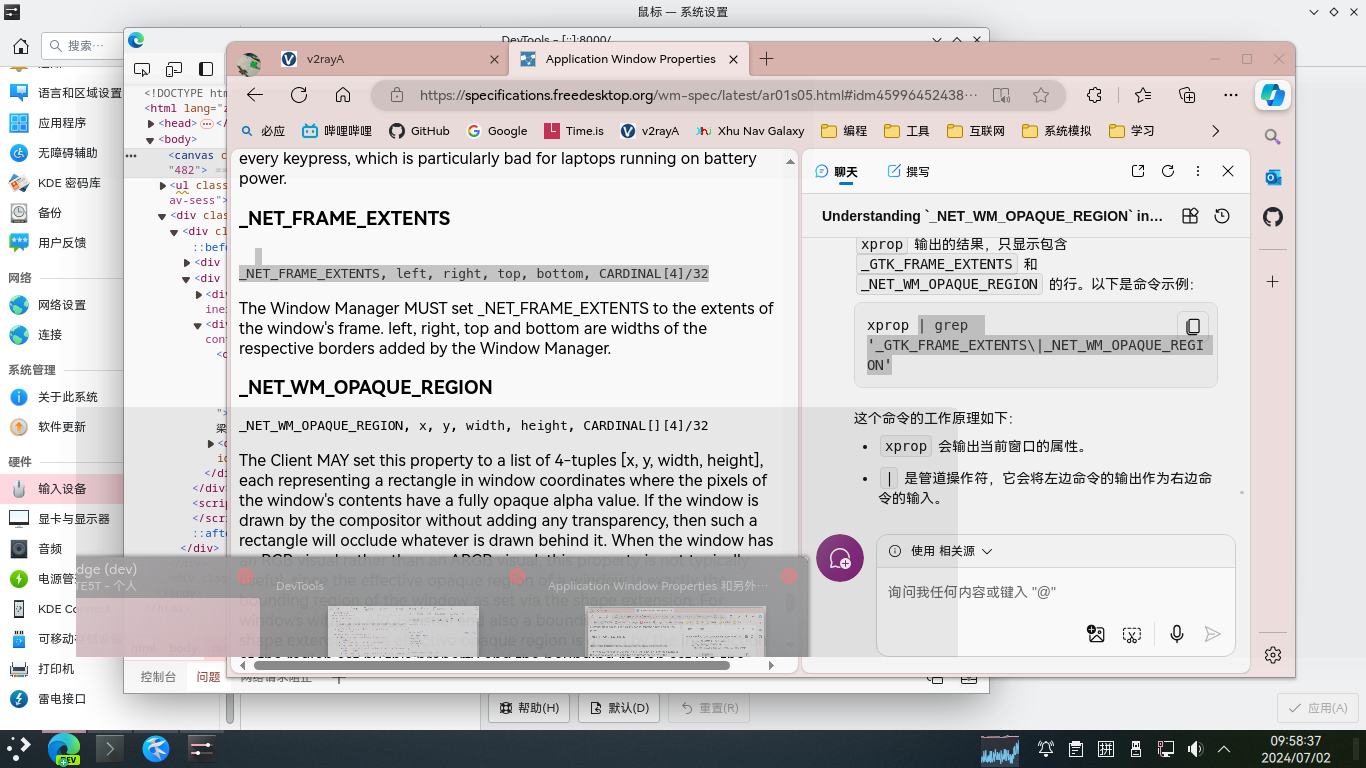 鼠标 — 系统设置
搜索…
语言和区域设置
应用程序
无障碍辅助
KDE 密码库
备份
用户反馈
网络
网络设置
连接
系统管理
关于此系统
软件更新
硬件
输入设备
显卡与显示器
音频
电源管
KDE Connect
可移动存储设备
打印机
雷电接口
DevTools - [::]:8000/
<!DOCTYPE htm
<html lang="z
<head>
</
<body>
<canvas c
"482"> ==
<ul class
av-sess">
<div clas
<div c
::befo
<div
<div
<di
ine
<di
con
<
">
梁
<d
id
</di
</div>
<scrip
</scri
::afte
</div>
控制台
问题
网络请求阻止
v2rayA
Application Window Properties
https://specifications.freedesktop.org/wm-spec/latest/ar01s05.html#idm45996452438…
必应
哔哩哔哩
GitHub
Google
Time.is
v2rayA
Xhu Nav Galaxy
编程
工具
互联网
系统模拟
学习
every keypress, which is particularly bad for laptops running on battery
power.
_NET_FRAME_EXTENTS
_NET_FRAME_EXTENTS, left, right, top, bottom, CARDINAL[4]/32
The Window Manager MUST set _NET_FRAME_EXTENTS to the extents of
the window's frame. left, right, top and bottom are widths of the
respective borders added by the Window Manager.
_NET_WM_OPAQUE_REGION
_NET_WM_OPAQUE_REGION, x, y, width, height, CARDINAL[][4]/32
The Client MAY set this property to a list of 4-tuples [x, y, width, height],
each representing a rectangle in window coordinates where the pixels of
the window's contents have a fully opaque alpha value. If the window is
drawn by the compositor without adding any transparency, then such a
rectangle will occlude whatever is drawn behind it. When the window has
聊天
撰写
Understanding `_NET_WM_OPAQUE_REGION` in…
xprop 输出的结果，只显示包含
_GTK_FRAME_EXTENTS 和
_NET_WM_OPAQUE_REGION 的行。以下是命令示例：
xprop | grep
'_GTK_FRAME_EXTENTS\|_NET_WM_OPAQUE_REGI
ON'
这个命令的工作原理如下：
xprop 会输出当前窗口的属性。
| 是管道操作符，它会将左边命令的输出作为右边命
令的输入。
使用 相关源
询问我任何内容或键入 "@"
dge (dev)
TE5T – 个人
DevTools
Application Window Properties 和另外…
帮助(H)
默认(D)
重置(R)
应用(A)
DEV
拼
09:58:37
2024/07/02